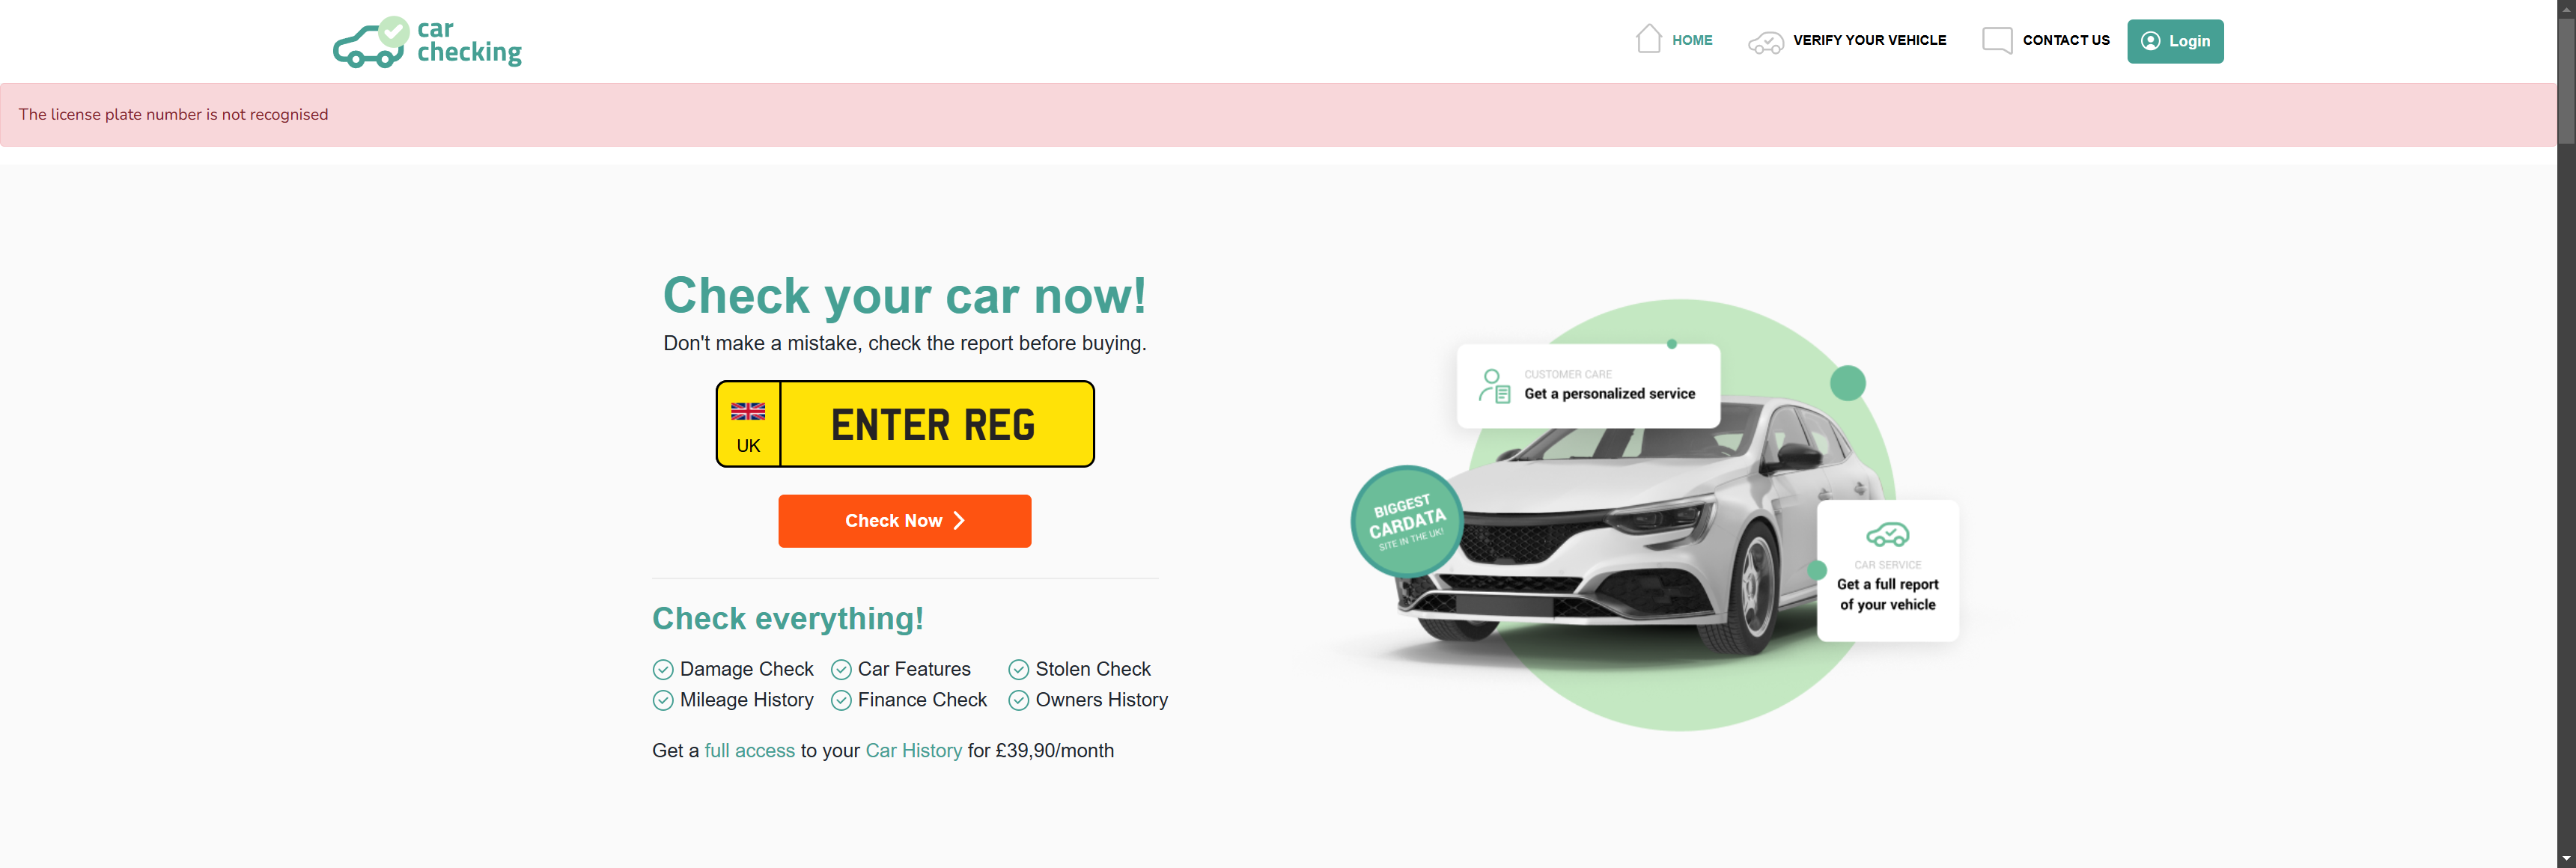 car
checking
HOME
VERIFY YOUR VEHICLE
CONTACT US
Login
The license plate number is not recognised
Check your car now!
Don't make a mistake, check the report before buying.
UK
ENTER REG
Check Now
Check everything!
Damage Check
Car Features
Stolen Check
Mileage History
Finance Check
Owners History
Get a full access to your Car History for £39,90/month
CUSTOMER CARE
Get a personalized service
BIGGEST
CARDATA
SITE IN THE UK!
CAR SERVICE
Get a full report
of your vehicle